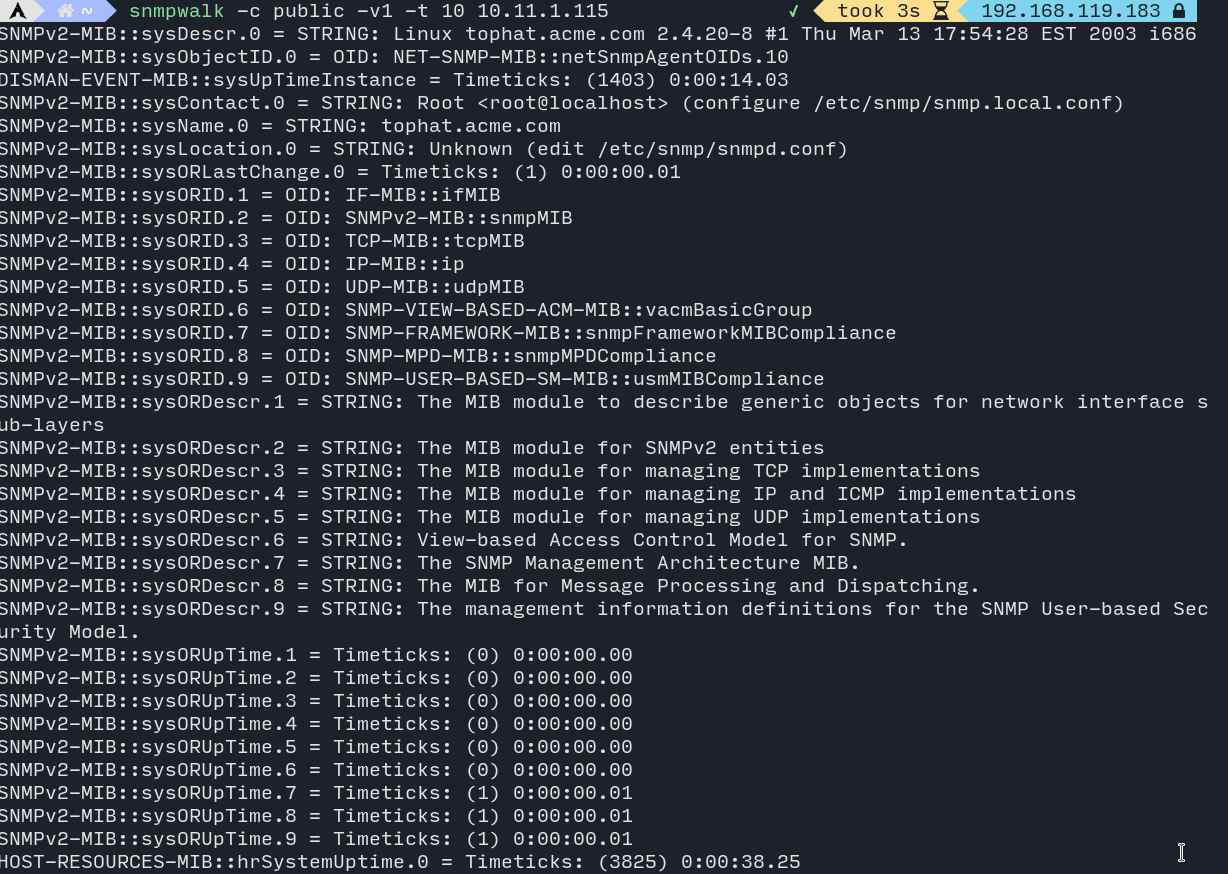 ~ snmpwalk -c public -v1 -t 10 10.11.1.115 ✓ took 3s 192.168.119.183
SNMPv2-MIB::sysDescr.0 = STRING: Linux tophat.acme.com 2.4.20-8 #1 Thu Mar 13 17:54:28 EST 2003 i686
SNMPv2-MIB::sysObjectID.0 = OID: NET-SNMP-MIB::netSnmpAgentOIDs.10
DISMAN-EVENT-MIB::sysUpTimeInstance = Timeticks: (1403) 0:00:14.03
SNMPv2-MIB::sysContact.0 = STRING: Root <root@localhost> (configure /etc/snmp/snmp.local.conf)
SNMPv2-MIB::sysName.0 = STRING: tophat.acme.com
SNMPv2-MIB::sysLocation.0 = STRING: Unknown (edit /etc/snmp/snmpd.conf)
SNMPv2-MIB::sysORLastChange.0 = Timeticks: (1) 0:00:00.01
SNMPv2-MIB::sysORID.1 = OID: IF-MIB::ifMIB
SNMPv2-MIB::sysORID.2 = OID: SNMPv2-MIB::snmpMIB
SNMPv2-MIB::sysORID.3 = OID: TCP-MIB::tcpMIB
SNMPv2-MIB::sysORID.4 = OID: IP-MIB::ip
SNMPv2-MIB::sysORID.5 = OID: UDP-MIB::udpMIB
SNMPv2-MIB::sysORID.6 = OID: SNMP-VIEW-BASED-ACM-MIB::vacmBasicGroup
SNMPv2-MIB::sysORID.7 = OID: SNMP-FRAMEWORK-MIB::snmpFrameworkMIBCompliance
SNMPv2-MIB::sysORID.8 = OID: SNMP-MPD-MIB::snmpMPDCompliance
SNMPv2-MIB::sysORID.9 = OID: SNMP-USER-BASED-SM-MIB::usmMIBCompliance
SNMPv2-MIB::sysORDescr.1 = STRING: The MIB module to describe generic objects for network interface s
ub-layers
SNMPv2-MIB::sysORDescr.2 = STRING: The MIB module for SNMPv2 entities
SNMPv2-MIB::sysORDescr.3 = STRING: The MIB module for managing TCP implementations
SNMPv2-MIB::sysORDescr.4 = STRING: The MIB module for managing IP and ICMP implementations
SNMPv2-MIB::sysORDescr.5 = STRING: The MIB module for managing UDP implementations
SNMPv2-MIB::sysORDescr.6 = STRING: View-based Access Control Model for SNMP.
SNMPv2-MIB::sysORDescr.7 = STRING: The SNMP Management Architecture MIB.
SNMPv2-MIB::sysORDescr.8 = STRING: The MIB for Message Processing and Dispatching.
SNMPv2-MIB::sysORDescr.9 = STRING: The management information definitions for the SNMP User-based Sec
urity Model.
SNMPv2-MIB::sysORUpTime.1 = Timeticks: (0) 0:00:00.00
SNMPv2-MIB::sysORUpTime.2 = Timeticks: (0) 0:00:00.00
SNMPv2-MIB::sysORUpTime.3 = Timeticks: (0) 0:00:00.00
SNMPv2-MIB::sysORUpTime.4 = Timeticks: (0) 0:00:00.00
SNMPv2-MIB::sysORUpTime.5 = Timeticks: (0) 0:00:00.00
SNMPv2-MIB::sysORUpTime.6 = Timeticks: (0) 0:00:00.00
SNMPv2-MIB::sysORUpTime.7 = Timeticks: (1) 0:00:00.01
SNMPv2-MIB::sysORUpTime.8 = Timeticks: (1) 0:00:00.01
SNMPv2-MIB::sysORUpTime.9 = Timeticks: (1) 0:00:00.01
HOST-RESOURCES-MIB::hrSystemUptime.0 = Timeticks: (3825) 0:00:38.25